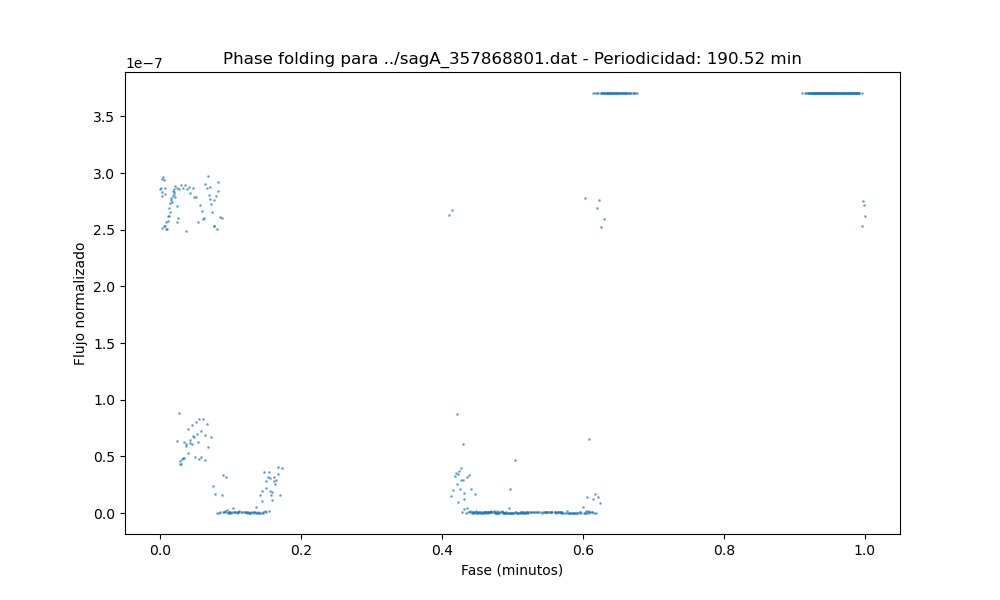 Phase folding para ../sagA_357868801.dat - Periodicidad: 190.52 min
1e−7
3.5
3.0
2.5
2.0
1.5
1.0
0.5
0.0
Flujo normalizado
0.0 0.2 0.4 0.6 0.8 1.0
Fase (minutos)